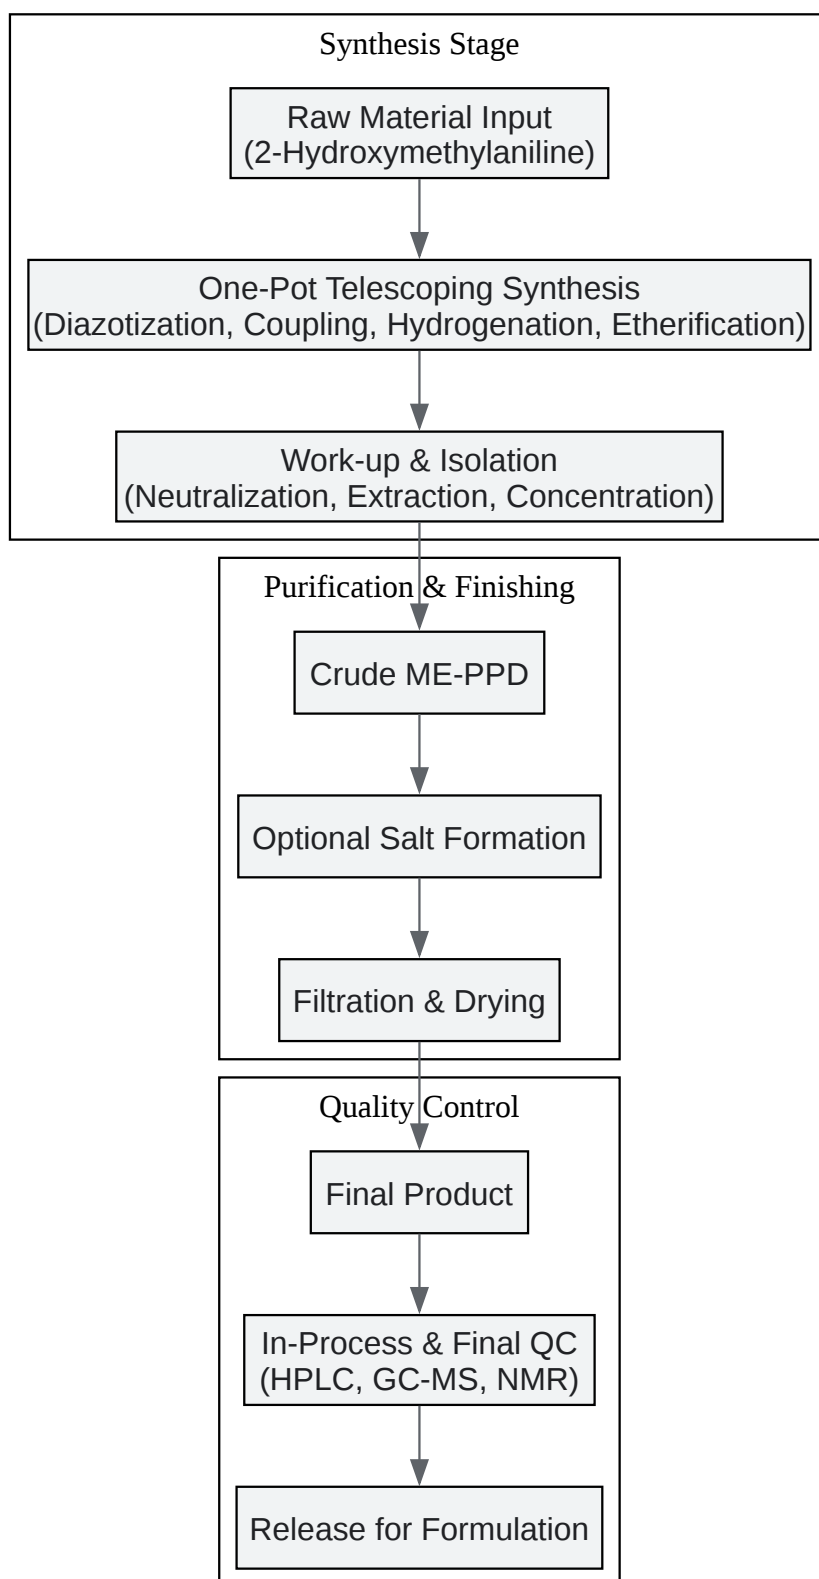 Synthesis Stage
Raw Material Input
(2-Hydroxymethylaniline)
One-Pot Telescoping Synthesis
(Diazotization, Coupling, Hydrogenation, Etherification)
Work-up & Isolation
(Neutralization, Extraction, Concentration)
Purification & Finishing
Crude ME-PPD
Optional Salt Formation
Filtration & Drying
Quality Control
Final Product
In-Process & Final QC
(HPLC, GC-MS, NMR)
Release for Formulation